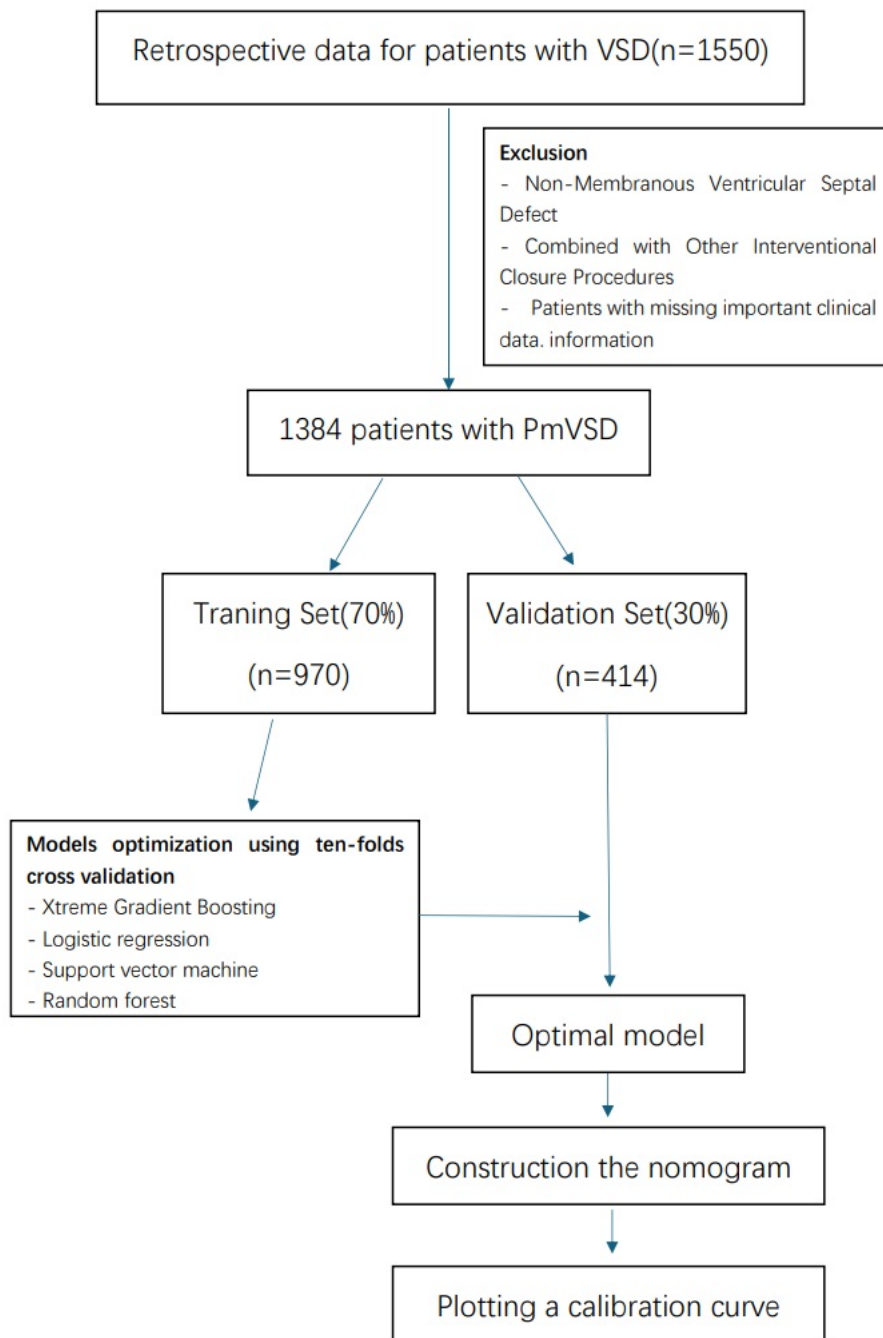 Retrospective data for patients with VSD(n=1550)
Exclusion
- Non-Membranous Ventricular Septal
Defect
- Combined with Other Interventional
Closure Procedures
- Patients with missing important clinical
data. information
1384 patients with PmVSD
Traning Set(70%)
(n=970)
Validation Set(30%)
(n=414)
Models optimization using ten-folds
cross validation
- Xtreme Gradient Boosting
- Logistic regression
- Support vector machine
- Random forest
Optimal model
Construction the nomogram
Plotting a calibration curve